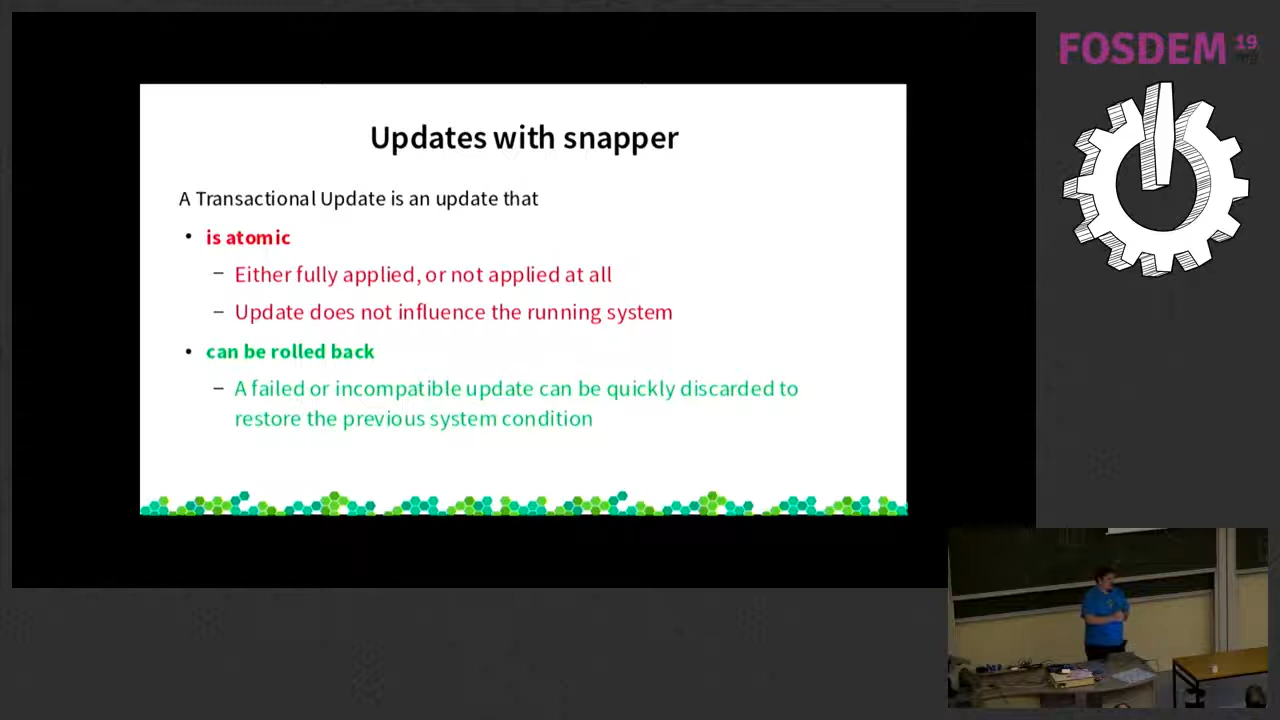 FOSDEM 19
Updates with snapper
A Transactional Update is an update that
• is atomic
– Either fully applied, or not applied at all
– Update does not influence the running system
• can be rolled back
– A failed or incompatible update can be quickly discarded to
restore the previous system condition